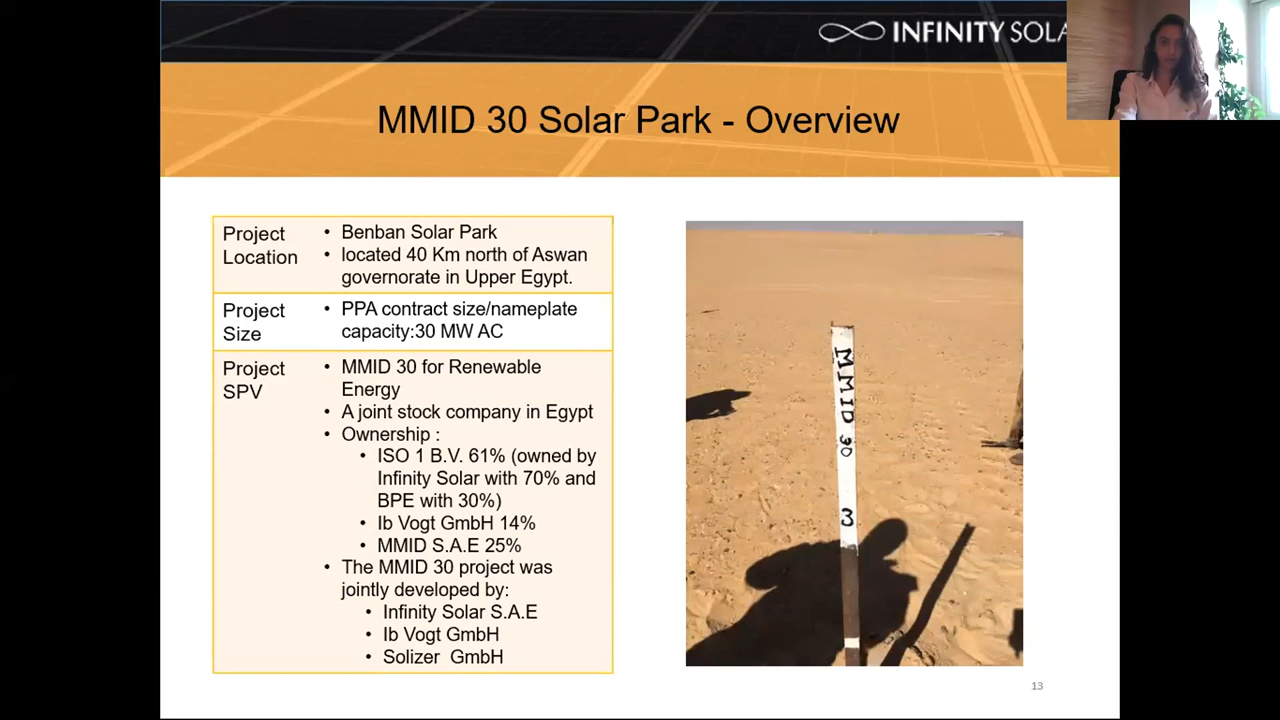 INFINITY SOLA
MMID 30 Solar Park - Overview
Project
Location
• Benban Solar Park
• located 40 Km north of Aswan
governorate in Upper Egypt.
Project
Size
• PPA contract size/nameplate
capacity:30 MW AC
Project
SPV
• MMID 30 for Renewable
Energy
• A joint stock company in Egypt
• Ownership :
• ISO 1 B.V. 61% (owned by
Infinity Solar with 70% and
BPE with 30%)
• Ib Vogt GmbH 14%
• MMID S.A.E 25%
• The MMID 30 project was
jointly developed by:
• Infinity Solar S.A.E
• Ib Vogt GmbH
• Solizer GmbH
MMID 30 3
13